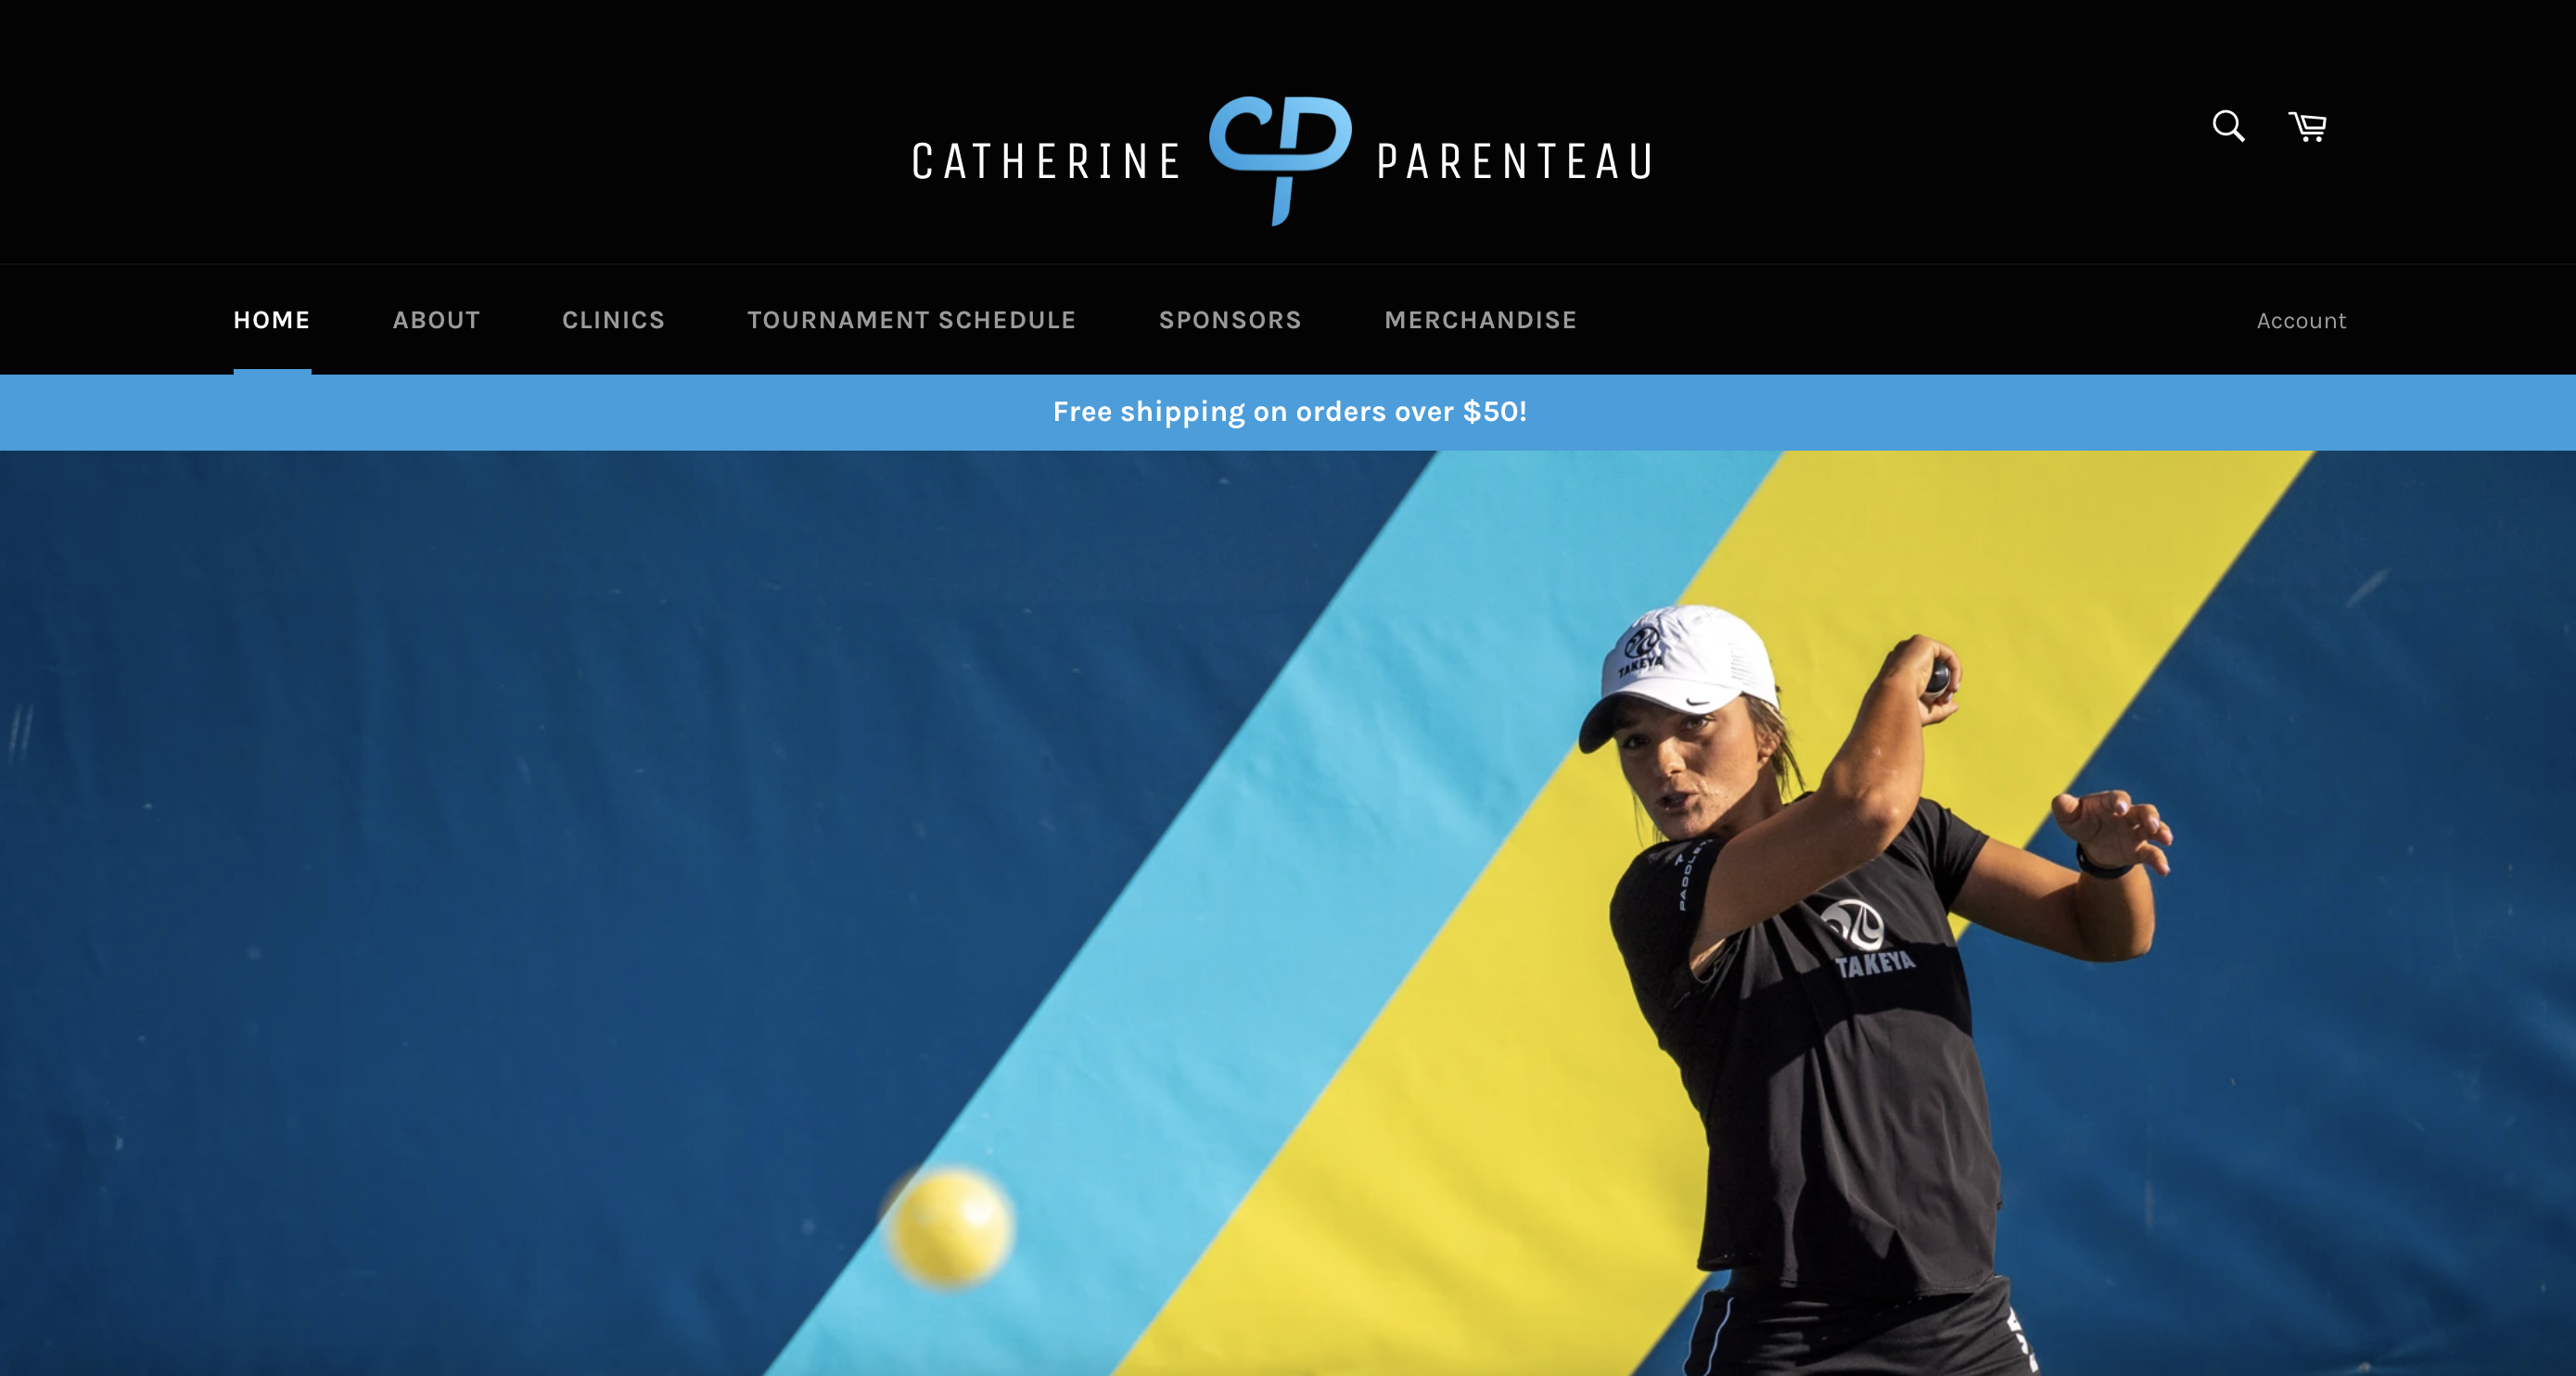 CATHERINE CP PARENTEAU
HOME ABOUT CLINICS TOURNAMENT SCHEDULE SPONSORS MERCHANDISE Account
Free shipping on orders over $50!
TAKEYA
TAKEYA